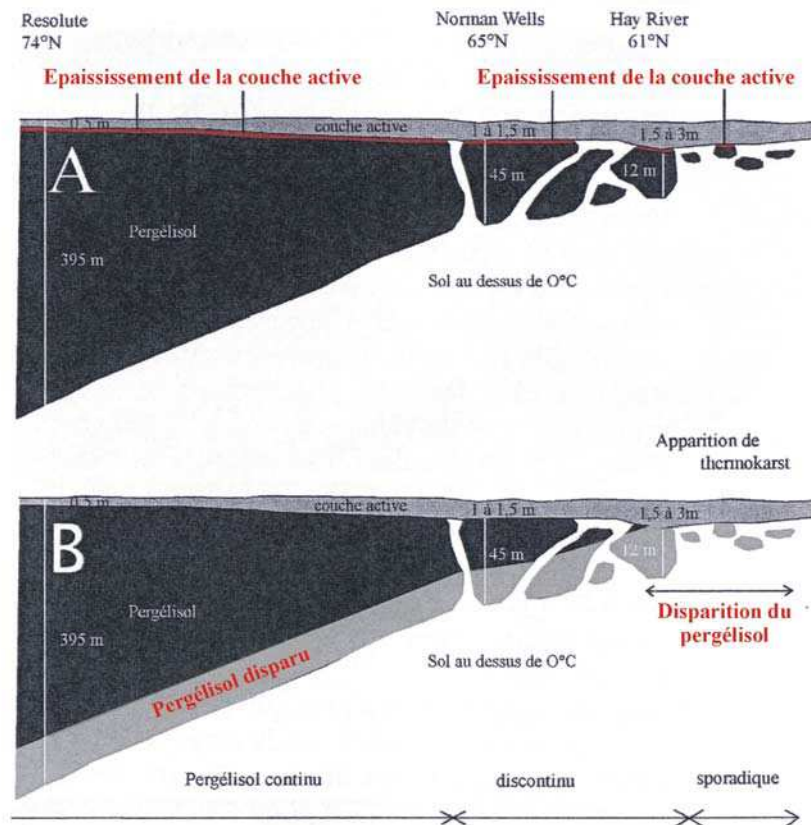 Resolute
74°N
Norman Wells
65°N
Hay River
61°N
Epaississement de la couche active
Epaississement de la couche active
0,5 m
couche active
1 à 1,5 m
1,5 à 3m
A
45 m
12 m
Pergélisol
395 m
Sol au dessus de O°C
Apparition de
thermokarst
0,5 m
couche active
1 à 1,5 m
1,5 à 3m
B
45 m
12 m
Pergélisol
395 m
Disparition du
pergélisol
Sol au dessus de O°C
Pergélisol disparu
Pergélisol continu
discontinu
sporadique